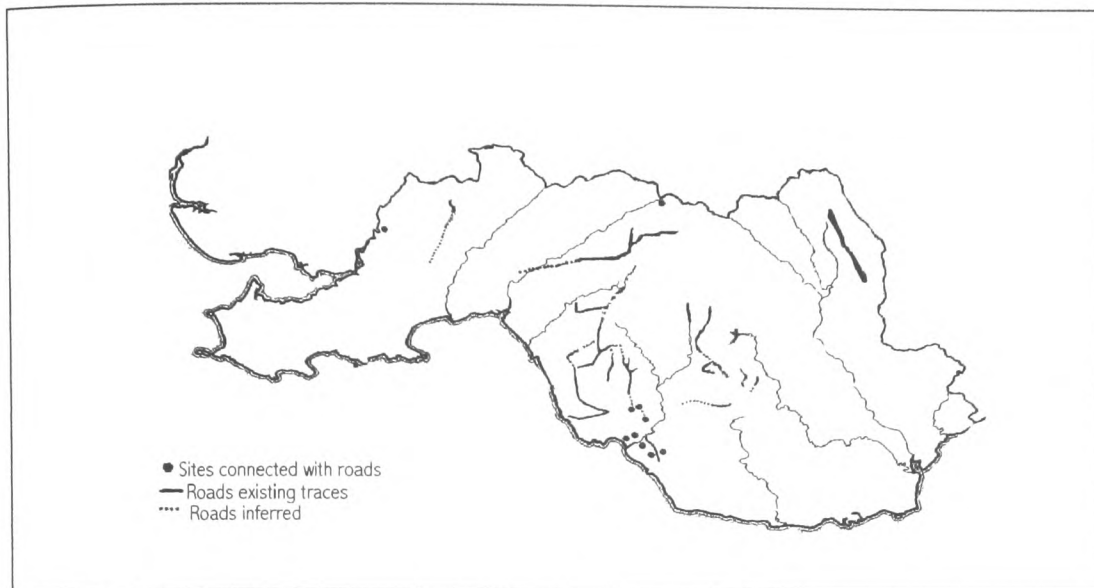 Sites connected with roads
Roads existing traces
Roads inferred